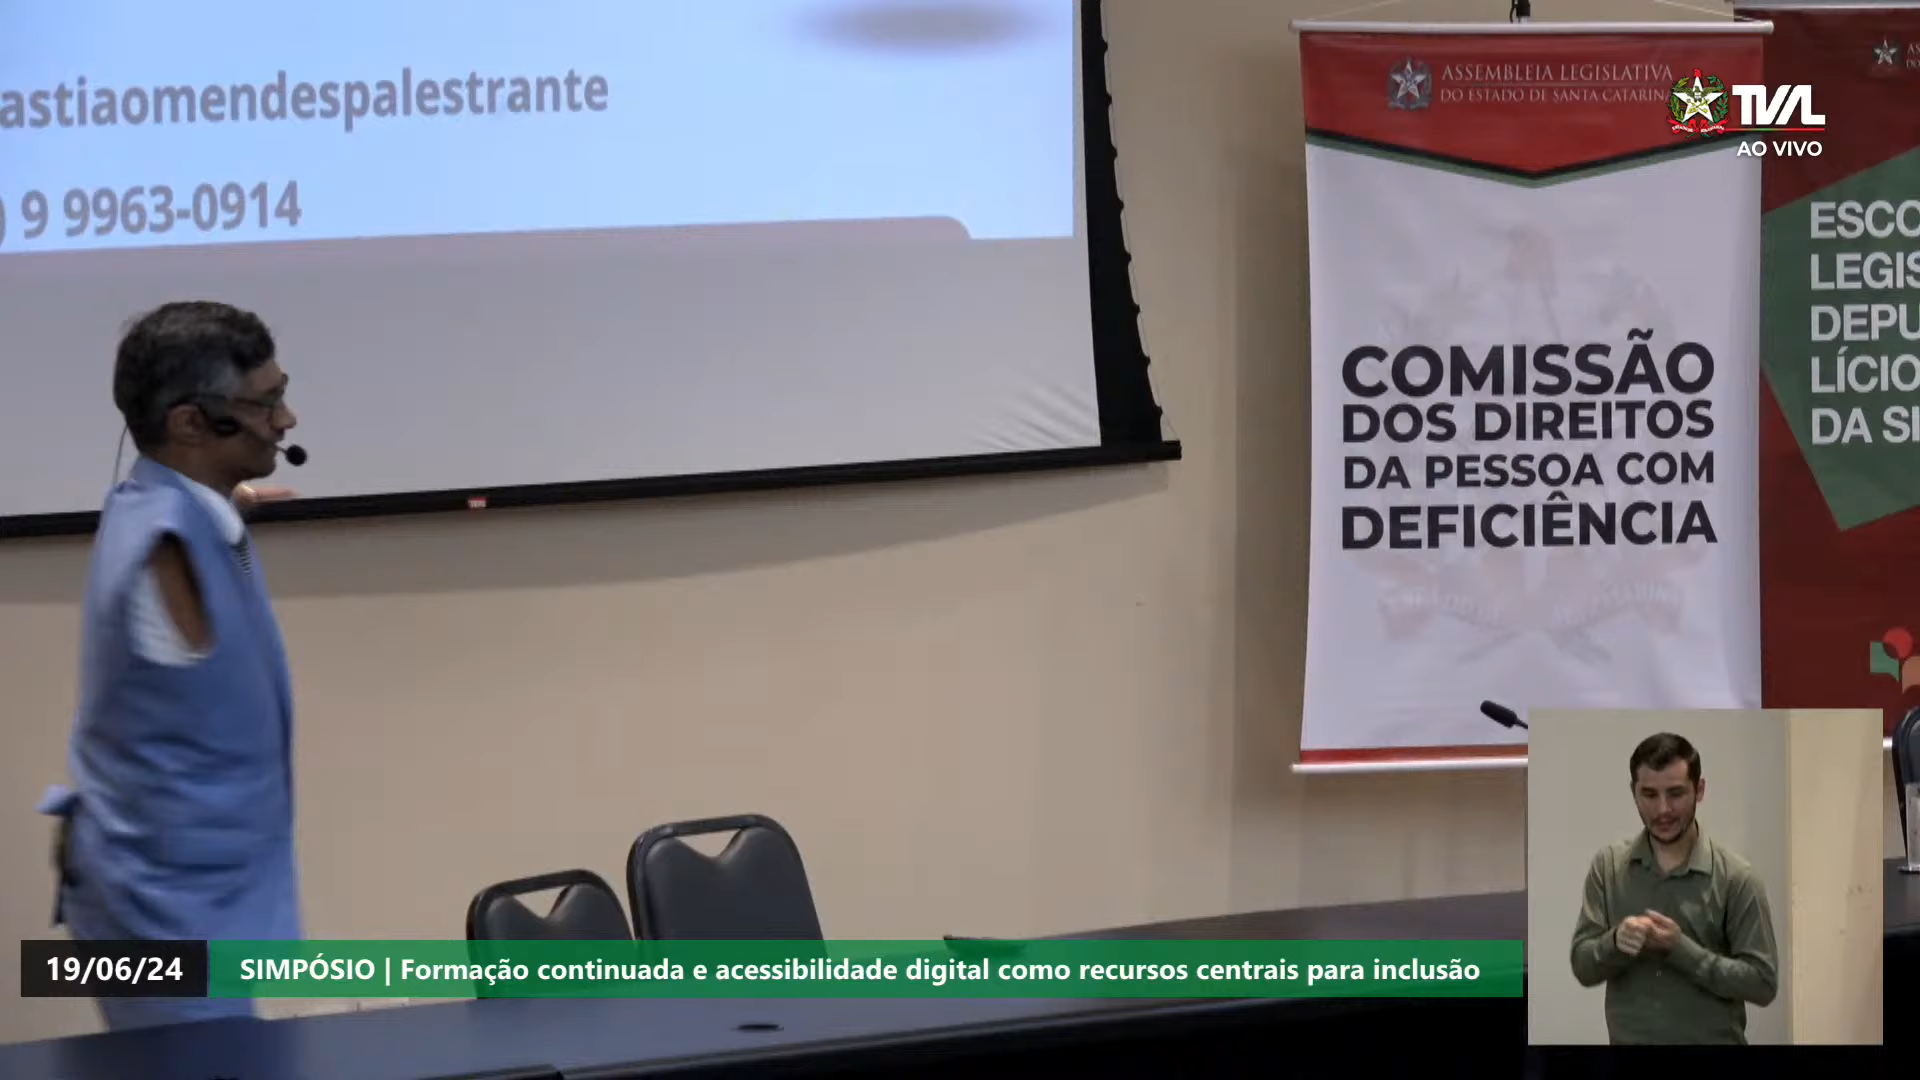 astiaomendespalestrante
) 9 9963-0914
ASSEMBLEIA LEGISLATIVA
DO ESTADO DE SANTA CATARINA
TVAL
AO VIVO
COMISSÃO
DOS DIREITOS
DA PESSOA COM
DEFICIÊNCIA
ESCO
LEGIS
DEPU
LÍCIO
DA SI
19/06/24
SIMPÓSIO | Formação continuada e acessibilidade digital como recursos centrais para inclusão